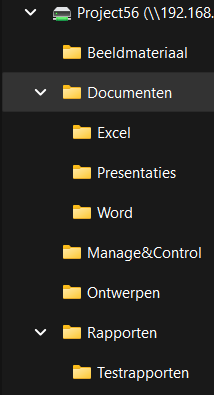 Project56 (\\192.168.
Beeldmateriaal
Documenten
Excel
Presentaties
Word
Manage&Control
Ontwerpen
Rapporten
Testrapporten